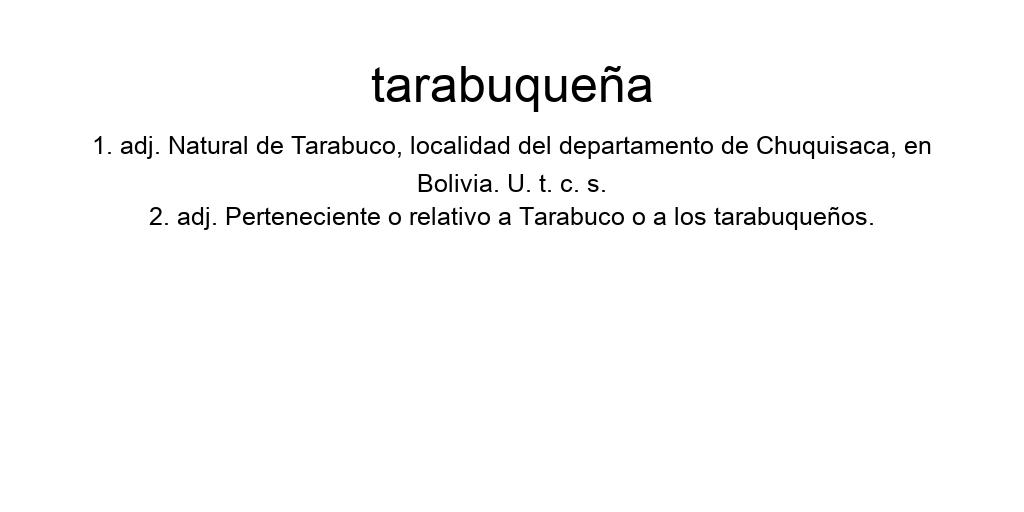 tarabuqueña
1. adj. Natural de Tarabuco, localidad del departamento de Chuquisaca, en
Bolivia. U. t. c. s.
2. adj. Perteneciente o relativo a Tarabuco o a los tarabuqueños.